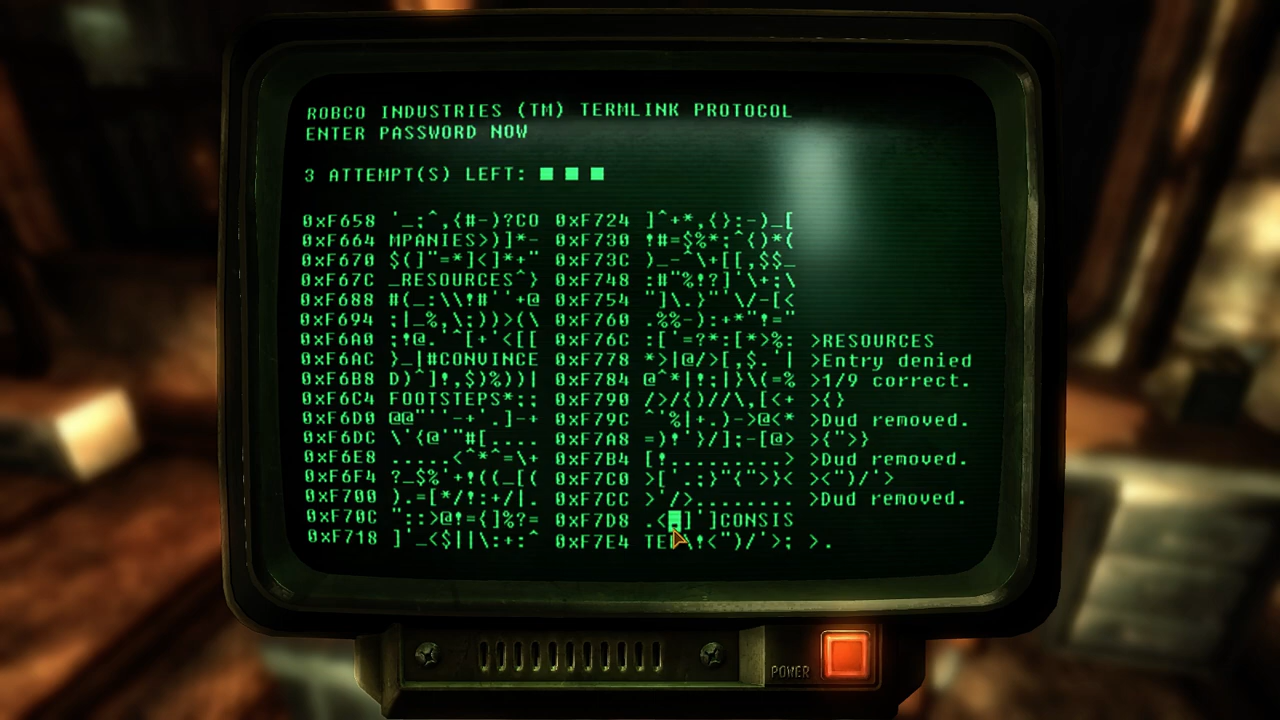 ROBCO INDUSTRIES (TM) TERMLINK PROTOCOL
ENTER PASSWORD NOW
3 ATTEMPT(S) LEFT: ■ ■ ■
0xF658 '_;^,{#-)?CO 0xF724 ]^+*,{}:-)_[
0xF664 MPANIES>)]*- 0xF730 !#=$%*:^{)*(
0xF670 $(]"=*]<]*+" 0xF73C )_-^\+[[,$$_
0xF67C _RESOURCES^} 0xF748 :#"%!?]'\+;\
0xF688 #(_:\\!#''+@ 0xF754 "]\.}"'\/-[<
0xF694 ;|_%,\;))>(\ 0xF760 .%%-):+*"!="
0xF6A0 ;!@.'^[+'<[[ 0xF76C :['=?*:[*>%: >RESOURCES
0xF6AC }_|#CONVINCE 0xF778 *>|@/>[,$.'| >Entry denied
0xF6B8 D)^]!,$)%))| 0xF784 @^*|!;|}\(=% >1/9 correct.
0xF6C4 FOOTSTEPS*:; 0xF790 />/{)//\,[<+ >{}
0xF6D0 @@"''-+'.]-+ 0xF79C ^'%|+.)->@<* >Dud removed.
0xF6DC \'{@'"#[.... 0xF7A8 =)!'}/];-[@> >{">}
0xF6E8 .....<^*^=\+ 0xF7B4 [!.........> >Dud removed.
0xF6F4 ?_$%'+!((_[( 0xF7C0 >[".:}"{">}< ><")/'>
0xF700 ).=[*/!:+/|. 0xF7CC >'/>........ >Dud removed.
0xF70C "::>@!={]%?= 0xF7D8 .<.]']CONSIS
0xF718 ]'_<$||\:+:^ 0xF7E4 TED\!<")/'>; >.
POWER